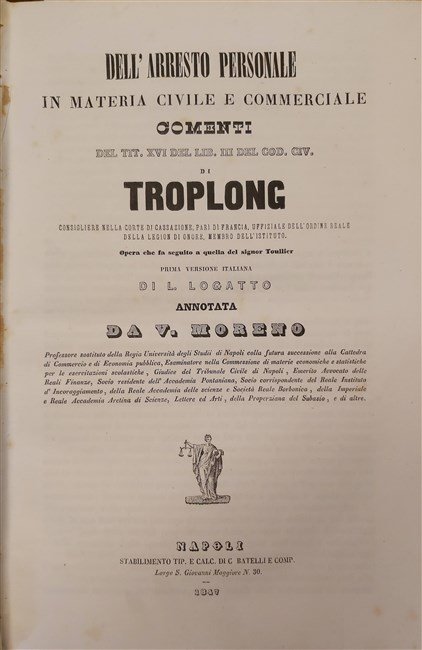 DELL' ARRESTO PERSONALE
IN MATERIA CIVILE E COMMERCIALE
COMENTI
DEL TIT. XVI DEL LIB. III DEL COD. CIV.
DI
TROPLONG
CONSIGLIERE NELLA CORTE DI CASSAZIONE, PARI DI FRANCIA, UFFIZIALE DELL'ORDINE REALE
DELLA LEGION DI ONORE, MEMBRO DELL'ISTITUTO.
Opera che fa seguito a quella del signor Toullier
PRIMA VERSIONE ITALIANA
DI L. LOGATTO
ANNOTATA
DA V. MORENO
Professore sostituto della Regia Università degli Studii di Napoli colla futura successione alla Cattedra
di Commercio e di Economia pubblica, Esaminatore nella Commessione di materie economiche e statistiche
per le esercitazioni scolastiche, Giudice del Tribunale Civile di Napoli, Emerito Avvocato delle
Reali Finanze, Socio residente dell' Accademia Pontaniana, Socio corrispondente del Reale Instituto
d' Incoraggiamento, della Reale Accademia delle scienze e Società Reale Borbonica, della Imperiale
e Reale Accademia Aretina di Scienze, Lettere ed Arti, della Properziana del Subasio, e di altre.
NAPOLI
STABILIMENTO TIP. E CALC. DI C. BATELLI E COMP.
Largo S. Giovanni Maggiore N. 30.
1847